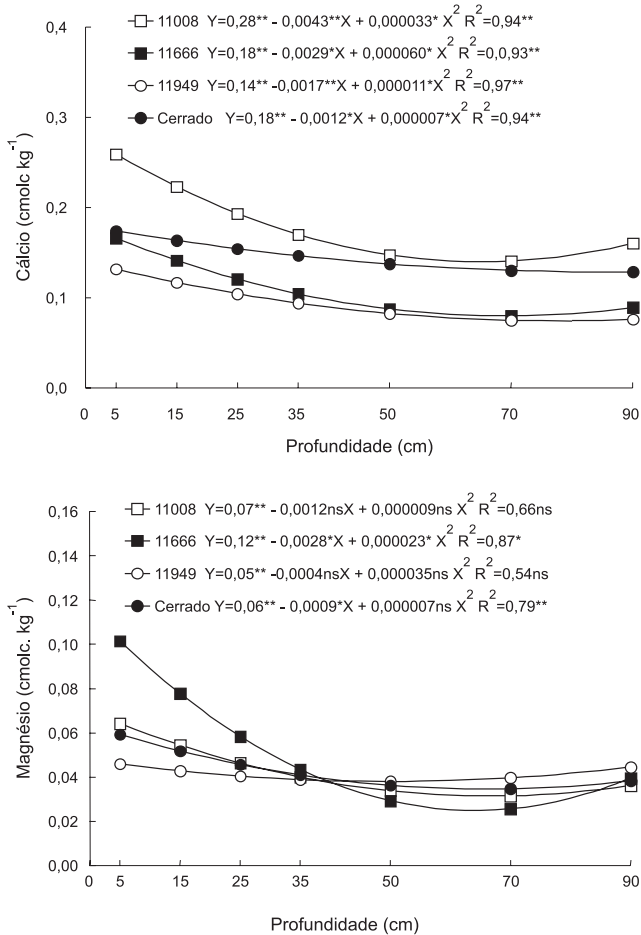 0,4
11008 Y=0,28** - 0,0043**X + 0,000033* X² R²=0,94**
11666 Y=0,18** - 0,0029*X + 0,000060* X² R²=0,0,93**
11949 Y=0,14** -0,0017**X + 0,000011*X² R²=0,97**
Cerrado Y=0,18** - 0,0012*X + 0,000007*X² R²=0,94**
0,3
0,2
0,1
0,0
Cálcio (cmolc kg⁻¹)
0 5 15 25 35 50 70 90
Profundidade (cm)
0,16
11008 Y=0,07** - 0,0012nsX + 0,000009ns X² R²=0,66ns
11666 Y=0,12** - 0,0028*X + 0,000023* X² R²=0,87*
11949 Y=0,05** -0,0004nsX + 0,000035ns X² R²=0,54ns
Cerrado Y=0,06** - 0,0009*X + 0,000007ns X² R²=0,79**
0,14
0,12
0,10
0,08
0,06
0,04
0,02
0,00
Magnésio (cmolc. kg⁻¹)
0 5 15 25 35 50 70 90
Profundidade (cm)